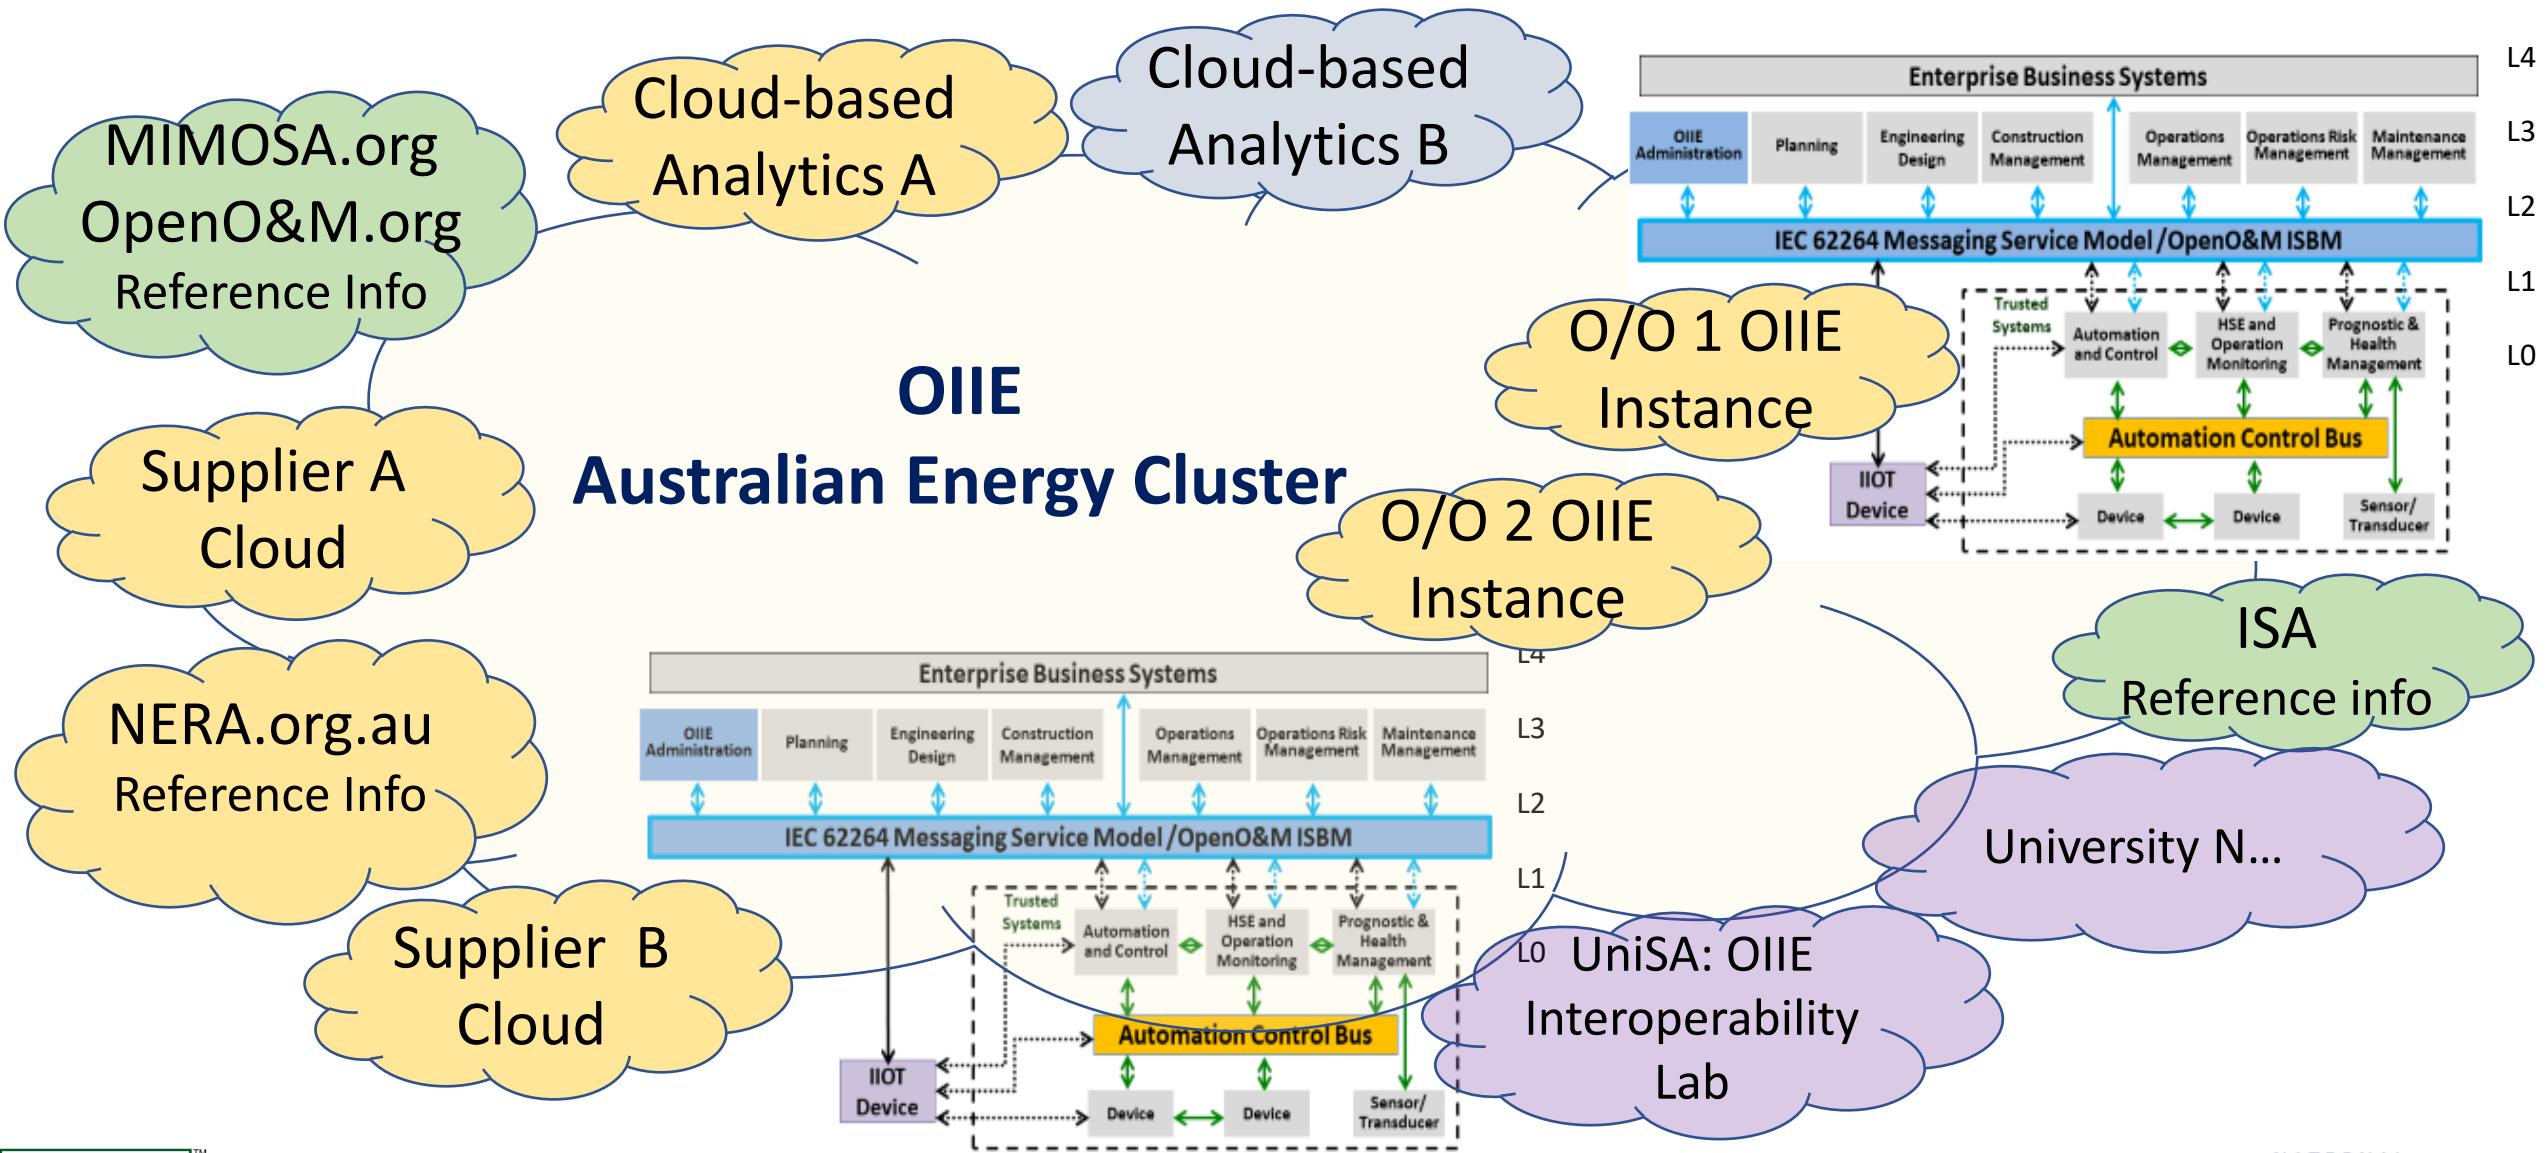 MIMOSA.org
OpenO&M.org
Reference Info
Cloud-based
Analytics A
Cloud-based
Analytics B
Enterprise Business Systems
L4
OIIE
Administration
Planning
Engineering
Design
Construction
Management
Operations
Management
Operations Risk
Management
Maintenance
Management
L3
L2
IEC 62264 Messaging Service Model /OpenO&M ISBM
L1
Trusted
Systems
Automation
and Control
HSE and
Operation
Monitoring
Prognostic &
Health
Management
L0
Automation Control Bus
IIOT
Device
Device
Device
Sensor/
Transducer
O/O 1 OIIE
Instance
OIIE
Australian Energy Cluster
O/O 2 OIIE
Instance
Supplier A
Cloud
NERA.org.au
Reference Info
Supplier B
Cloud
ISA
Reference info
University N...
UniSA: OIIE
Interoperability
Lab
L4
Enterprise Business Systems
OIIE
Administration
Planning
Engineering
Design
Construction
Management
Operations
Management
Operations Risk
Management
Maintenance
Management
L3
L2
IEC 62264 Messaging Service Model /OpenO&M ISBM
L1
Trusted
Systems
Automation
and Control
HSE and
Operation
Monitoring
Prognostic &
Health
Management
L0
Automation Control Bus
IIOT
Device
Device
Device
Sensor/
Transducer
TM